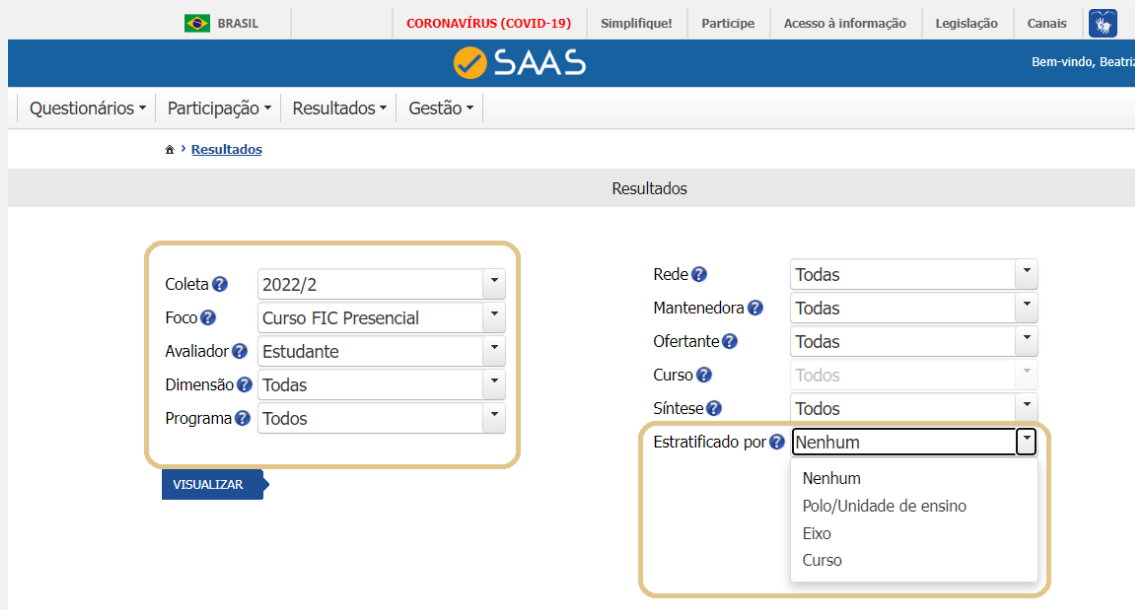 BRASIL CORONAVÍRUS (COVID-19) Simplifique! Participe Acesso à informação Legislação Canais
SAAS
Bem-vindo, Beatriz
Questionários Participação Resultados Gestão
Resultados
Resultados
Coleta 2022/2
Foco Curso FIC Presencial
Avaliador Estudante
Dimensão Todas
Programa Todos
VISUALIZAR
Rede Todas
Mantenedora Todas
Ofertante Todas
Curso Todos
Síntese Todos
Estratificado por Nenhum
Nenhum
Polo/Unidade de ensino
Eixo
Curso